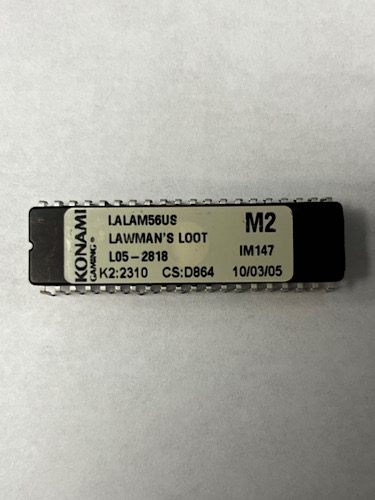 KONAMI
GAMING®
LALAM56US
M2
LAWMAN'S LOOT
L05-2818
IM147
K2:2310 CS:D864 10/03/05